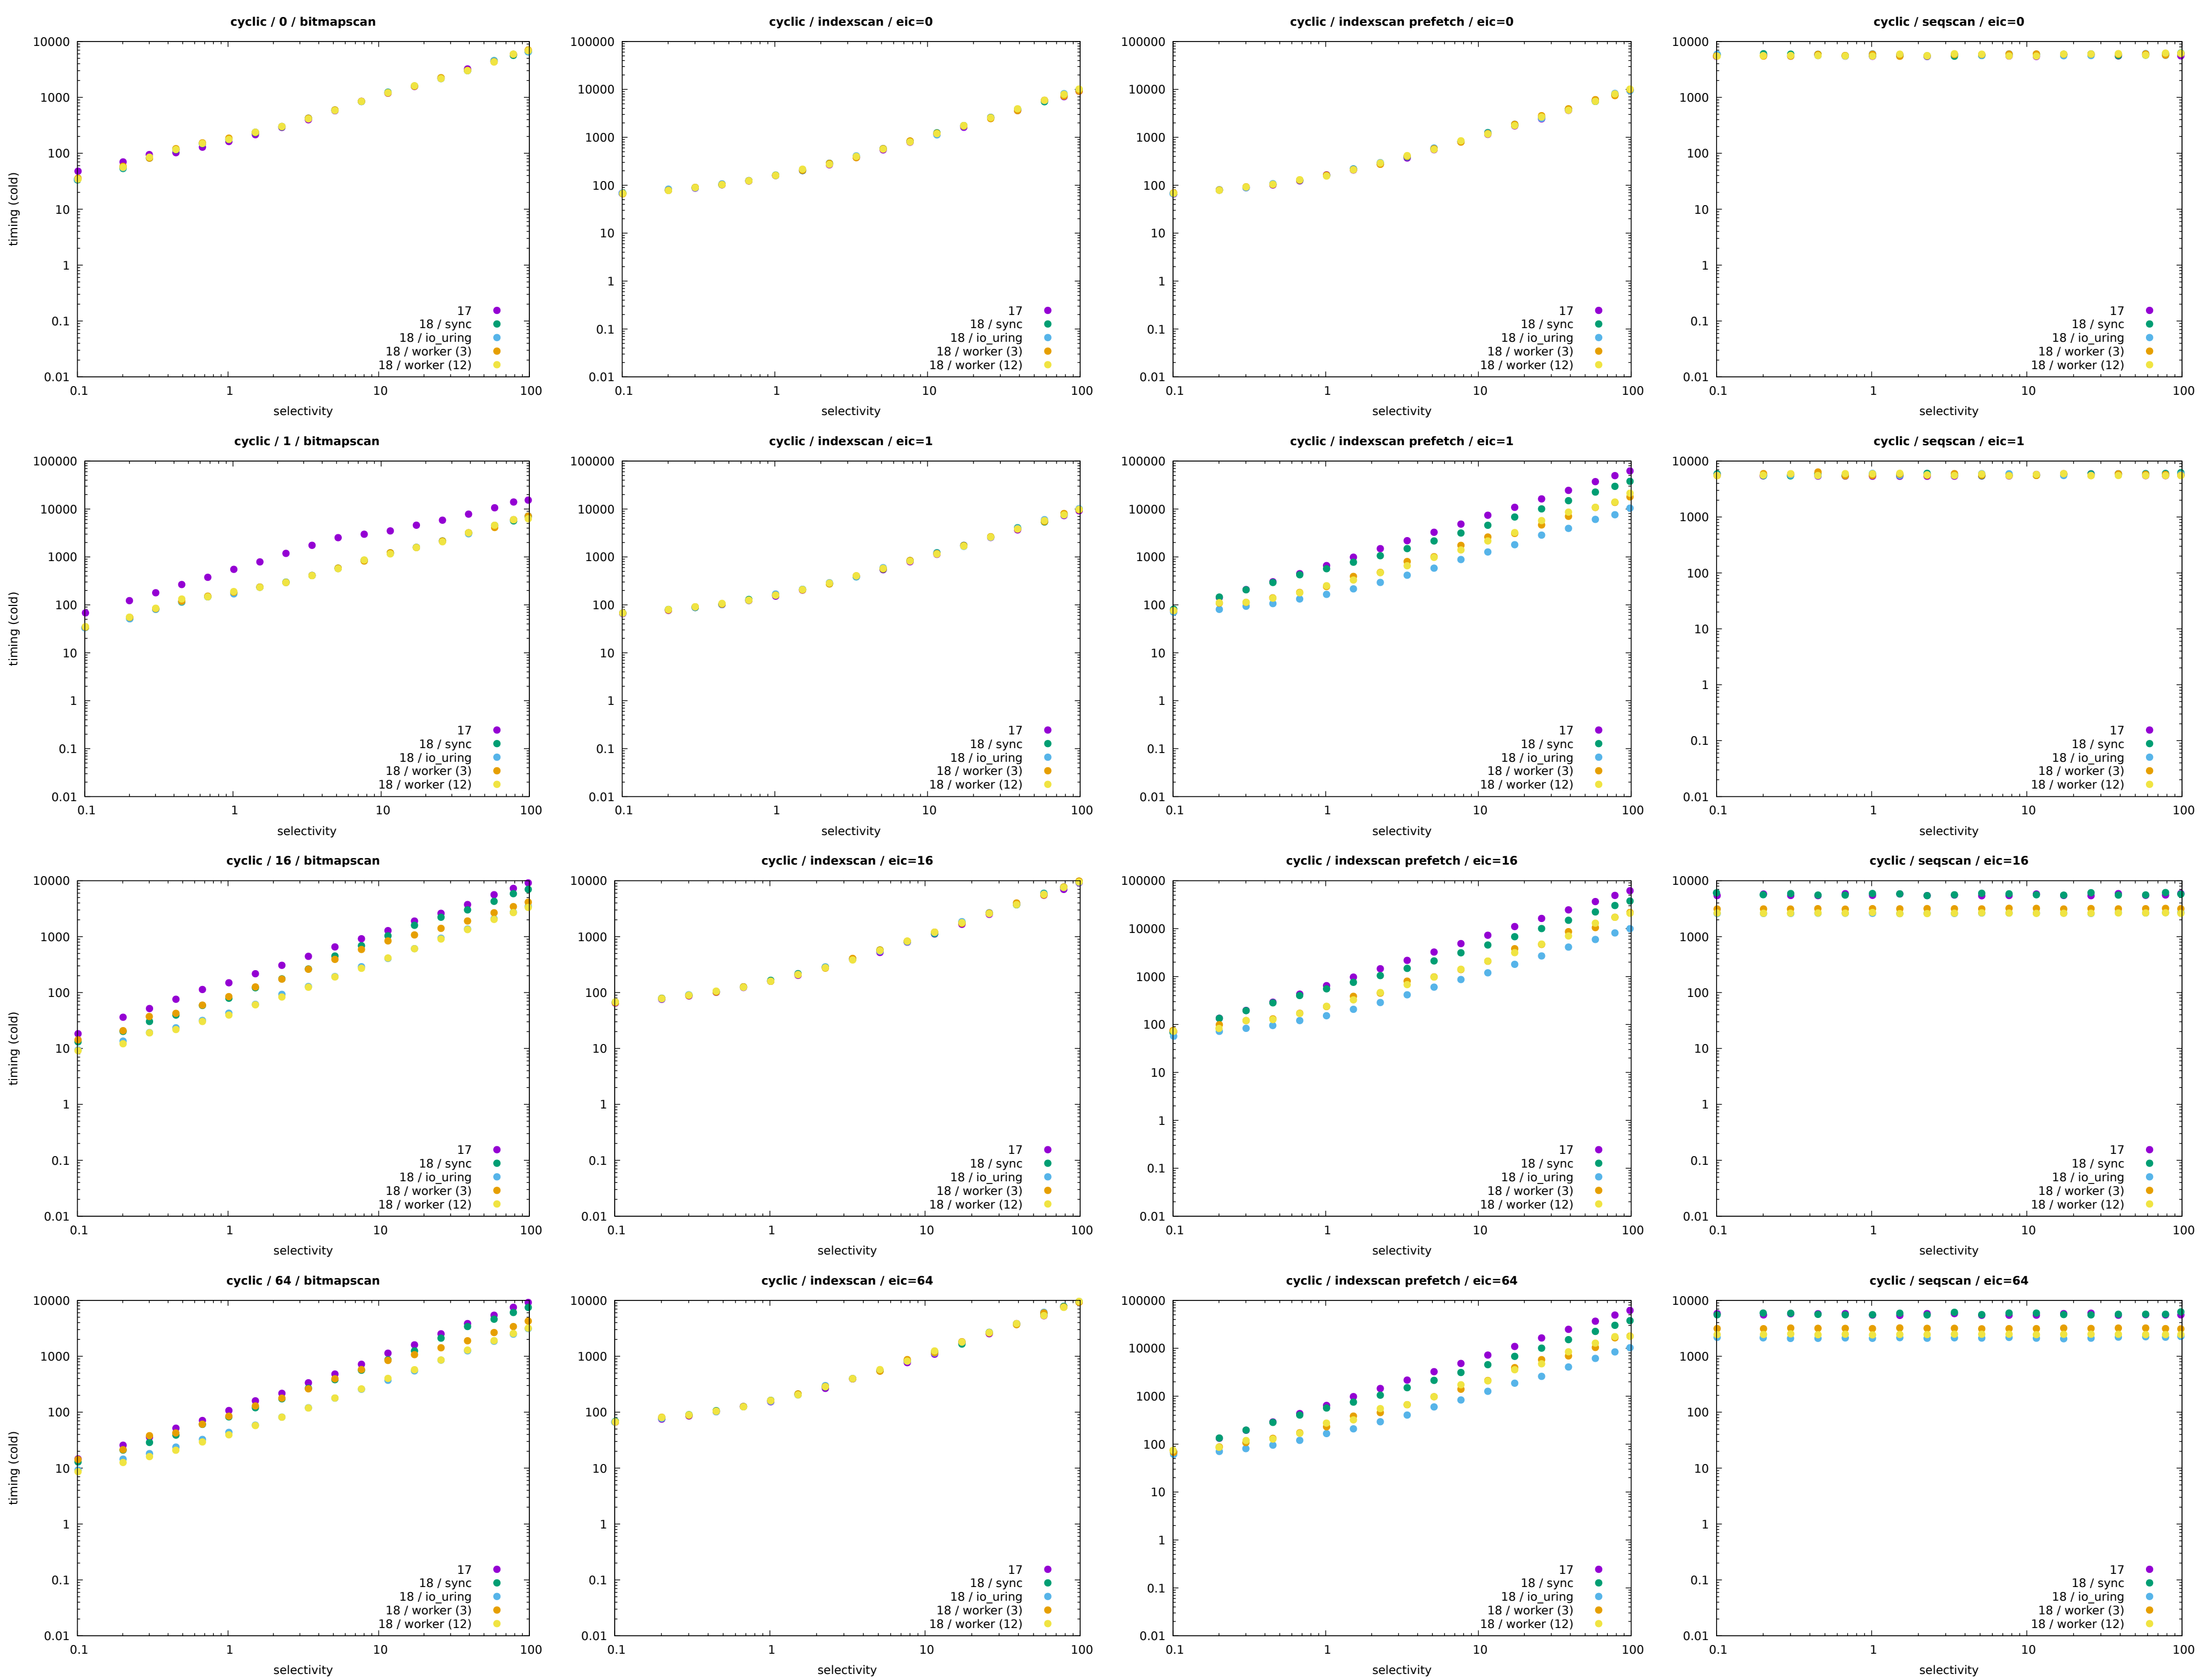 cyclic / 0 / bitmapscan
timing (cold)
10000
1000
100
10
1
0.1
0.01
17
18 / sync
18 / io_uring
18 / worker (3)
18 / worker (12)
0.1 1 10 100
selectivity
cyclic / indexscan / eic=0
100000
10000
1000
100
10
1
0.1
0.01
17
18 / sync
18 / io_uring
18 / worker (3)
18 / worker (12)
0.1 1 10 100
selectivity
cyclic / indexscan prefetch / eic=0
100000
10000
1000
100
10
1
0.1
0.01
17
18 / sync
18 / io_uring
18 / worker (3)
18 / worker (12)
0.1 1 10 100
selectivity
cyclic / seqscan / eic=0
10000
1000
100
10
1
0.1
0.01
17
18 / sync
18 / io_uring
18 / worker (3)
18 / worker (12)
0.1 1 10 100
selectivity
cyclic / 1 / bitmapscan
timing (cold)
100000
10000
1000
100
10
1
0.1
0.01
17
18 / sync
18 / io_uring
18 / worker (3)
18 / worker (12)
0.1 1 10 100
selectivity
cyclic / indexscan / eic=1
100000
10000
1000
100
10
1
0.1
0.01
17
18 / sync
18 / io_uring
18 / worker (3)
18 / worker (12)
0.1 1 10 100
selectivity
cyclic / indexscan prefetch / eic=1
100000
10000
1000
100
10
1
0.1
0.01
17
18 / sync
18 / io_uring
18 / worker (3)
18 / worker (12)
0.1 1 10 100
selectivity
cyclic / seqscan / eic=1
10000
1000
100
10
1
0.1
0.01
17
18 / sync
18 / io_uring
18 / worker (3)
18 / worker (12)
0.1 1 10 100
selectivity
cyclic / 16 / bitmapscan
timing (cold)
10000
1000
100
10
1
0.1
0.01
17
18 / sync
18 / io_uring
18 / worker (3)
18 / worker (12)
0.1 1 10 100
selectivity
cyclic / indexscan / eic=16
10000
1000
100
10
1
0.1
0.01
17
18 / sync
18 / io_uring
18 / worker (3)
18 / worker (12)
0.1 1 10 100
selectivity
cyclic / indexscan prefetch / eic=16
100000
10000
1000
100
10
1
0.1
0.01
17
18 / sync
18 / io_uring
18 / worker (3)
18 / worker (12)
0.1 1 10 100
selectivity
cyclic / seqscan / eic=16
10000
1000
100
10
1
0.1
0.01
17
18 / sync
18 / io_uring
18 / worker (3)
18 / worker (12)
0.1 1 10 100
selectivity
cyclic / 64 / bitmapscan
timing (cold)
10000
1000
100
10
1
0.1
0.01
17
18 / sync
18 / io_uring
18 / worker (3)
18 / worker (12)
0.1 1 10 100
selectivity
cyclic / indexscan / eic=64
10000
1000
100
10
1
0.1
0.01
17
18 / sync
18 / io_uring
18 / worker (3)
18 / worker (12)
0.1 1 10 100
selectivity
cyclic / indexscan prefetch / eic=64
100000
10000
1000
100
10
1
0.1
0.01
17
18 / sync
18 / io_uring
18 / worker (3)
18 / worker (12)
0.1 1 10 100
selectivity
cyclic / seqscan / eic=64
10000
1000
100
10
1
0.1
0.01
17
18 / sync
18 / io_uring
18 / worker (3)
18 / worker (12)
0.1 1 10 100
selectivity